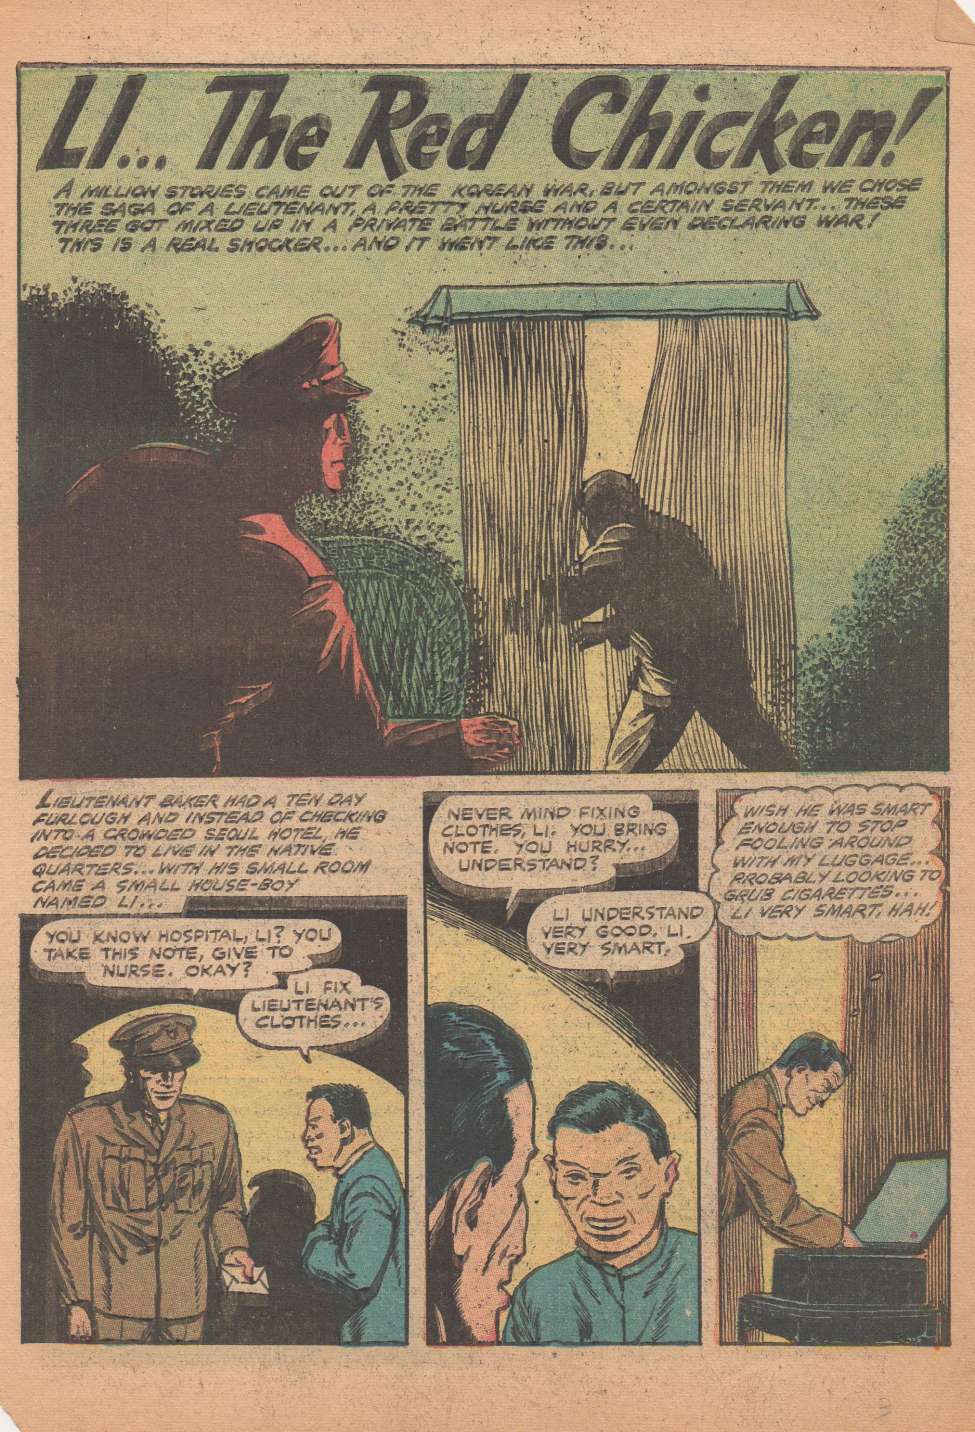 LI... The Red Chicken!
A MILLION STORIES CAME OUT OF THE KOREAN WAR, BUT AMONGST THEM WE CHOSE
THE SAGA OF A LIEUTENANT, A PRETTY NURSE AND A CERTAIN SERVANT... THESE
THREE GOT MIXED UP IN A PRIVATE BATTLE WITHOUT EVEN DECLARING WAR!
THIS IS A REAL SHOCKER... AND IT WENT LIKE THIS...
LIEUTENANT BAKER HAD A TEN DAY
FURLOUGH AND INSTEAD OF CHECKING
INTO A CROWDED SEOUL HOTEL, HE
DECIDED TO LIVE IN THE NATIVE
QUARTERS... WITH HIS SMALL ROOM
CAME A SMALL HOUSE-BOY
NAMED LI...
YOU KNOW HOSPITAL, LI? YOU
TAKE THIS NOTE, GIVE TO
NURSE. OKAY?
LI FIX
LIEUTENANT'S
CLOTHES...
NEVER MIND FIXING
CLOTHES, LI. YOU BRING
NOTE. YOU HURRY...
UNDERSTAND?
LI UNDERSTAND
VERY GOOD. LI
VERY SMART.
WISH HE WAS SMART
ENOUGH TO STOP
FOOLING AROUND
WITH MY LUGGAGE...
PROBABLY LOOKING TO
GRUB CIGARETTES...
LI VERY SMART, HAH!
3